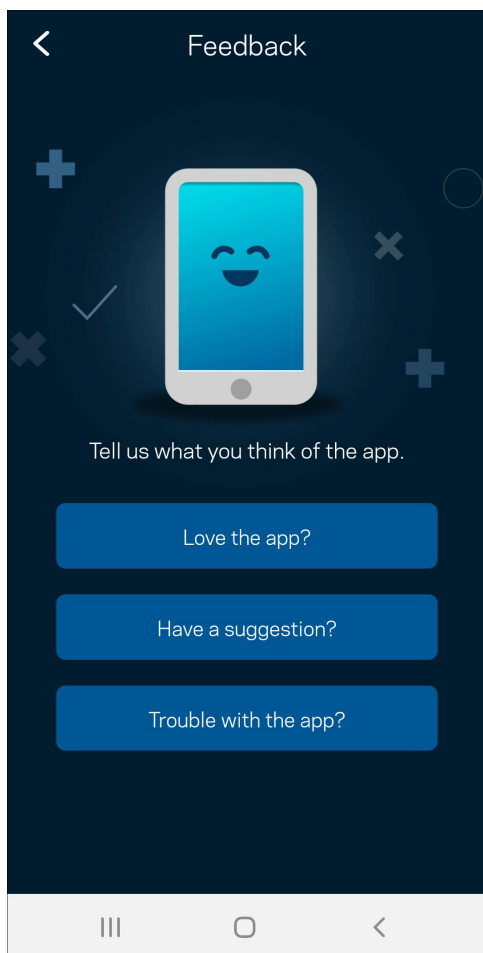 Feedback
Tell us what you think of the app.
Love the app?
Have a suggestion?
Trouble with the app?